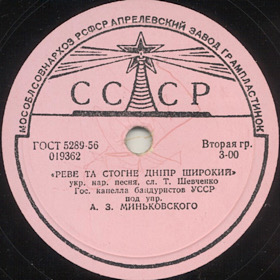 МОСОБЛСОВНАРХОЗ РСФСР АПРЕЛЕВСКИЙ ЗАВОД ГРАМПЛАСТИНОК
СССР
ГОСТ 5289-56 Вторая гр.
019362 3-00
«РЕВЕ ТА СТОГНЕ ДНІПР ШИРОКИЙ»
укр. нар. песня, сл. Т. Шевченко
Гос. капелла бандуристов УССР
под упр.
А. З. МИНЬКОВСКОГО